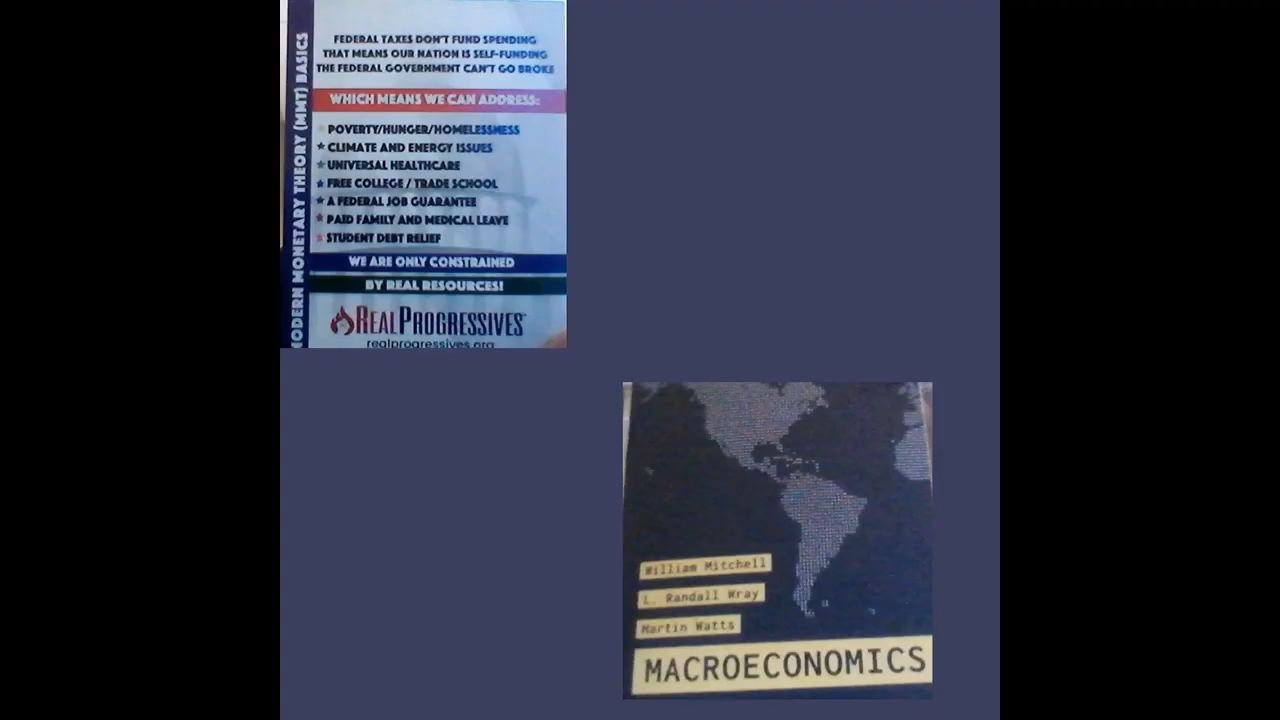 MODERN MONETARY THEORY (MMT) BASICS
FEDERAL TAXES DON'T FUND SPENDING
THAT MEANS OUR NATION IS SELF-FUNDING
THE FEDERAL GOVERNMENT CAN'T GO BROKE
WHICH MEANS WE CAN ADDRESS:
POVERTY/HUNGER/HOMELESSNESS
CLIMATE AND ENERGY ISSUES
UNIVERSAL HEALTHCARE
FREE COLLEGE / TRADE SCHOOL
A FEDERAL JOB GUARANTEE
PAID FAMILY AND MEDICAL LEAVE
STUDENT DEBT RELIEF
WE ARE ONLY CONSTRAINED
BY REAL RESOURCES!
REALPROGRESSIVES
realprogressives.org
William Mitchell
L. Randall Wray
Martin Watts
MACROECONOMICS